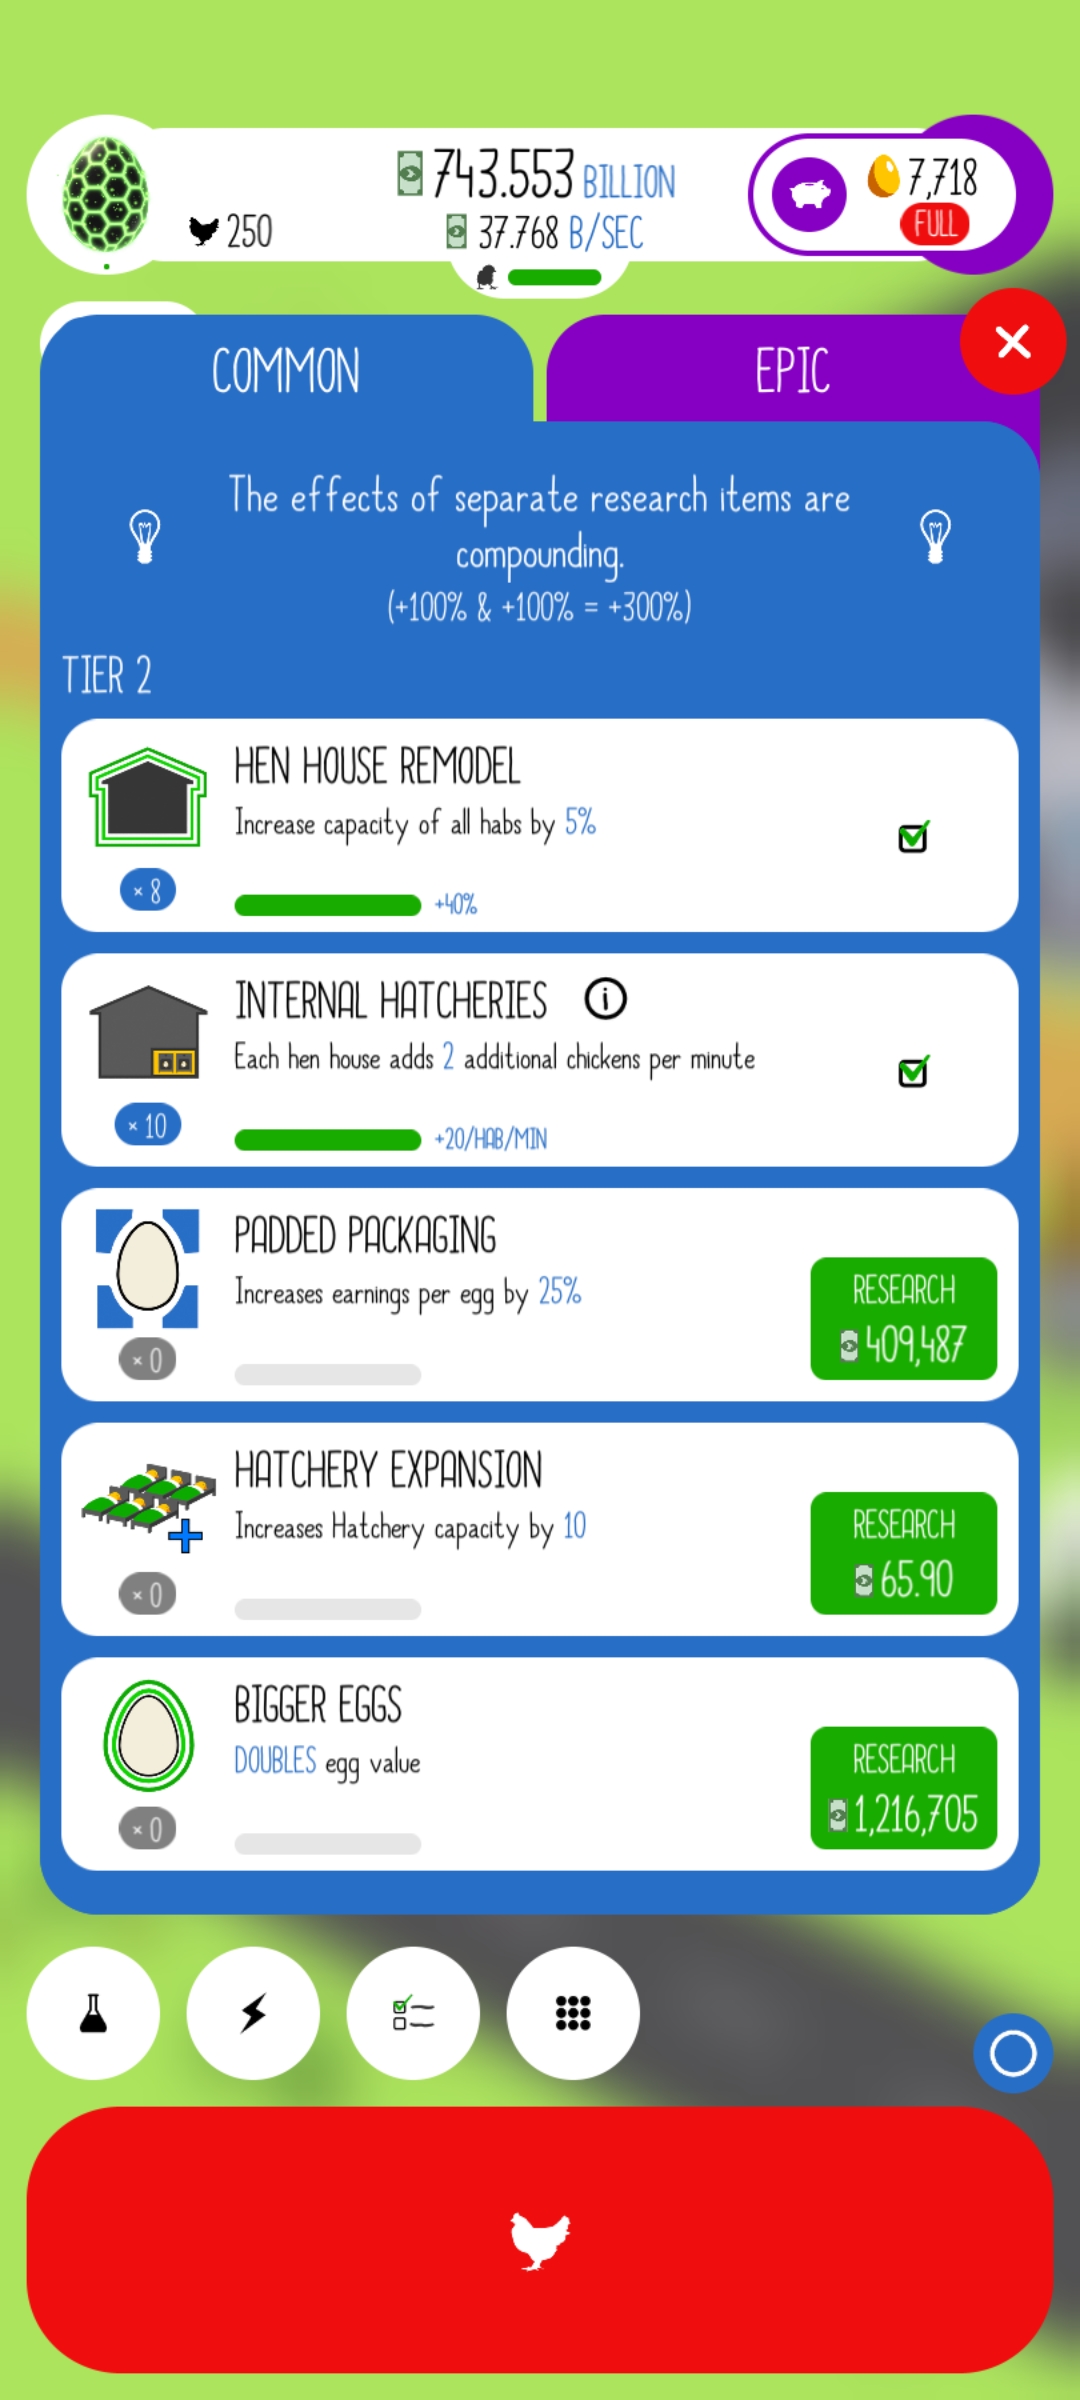 743.553 BILLION
7,718
250
37.768 B/SEC
FULL
COMMON
EPIC
The effects of separate research items are
compounding.
(+100% & +100% = +300%)
TIER 2
HEN HOUSE REMODEL
Increase capacity of all habs by 5%
× 8
+40%
INTERNAL HATCHERIES i
Each hen house adds 2 additional chickens per minute
× 10
+20/HAB/MIN
PADDED PACKAGING
Increases earnings per egg by 25%
RESEARCH
409,487
× 0
HATCHERY EXPANSION
Increases Hatchery capacity by 10
RESEARCH
65.90
× 0
BIGGER EGGS
DOUBLES egg value
RESEARCH
1,216,705
× 0